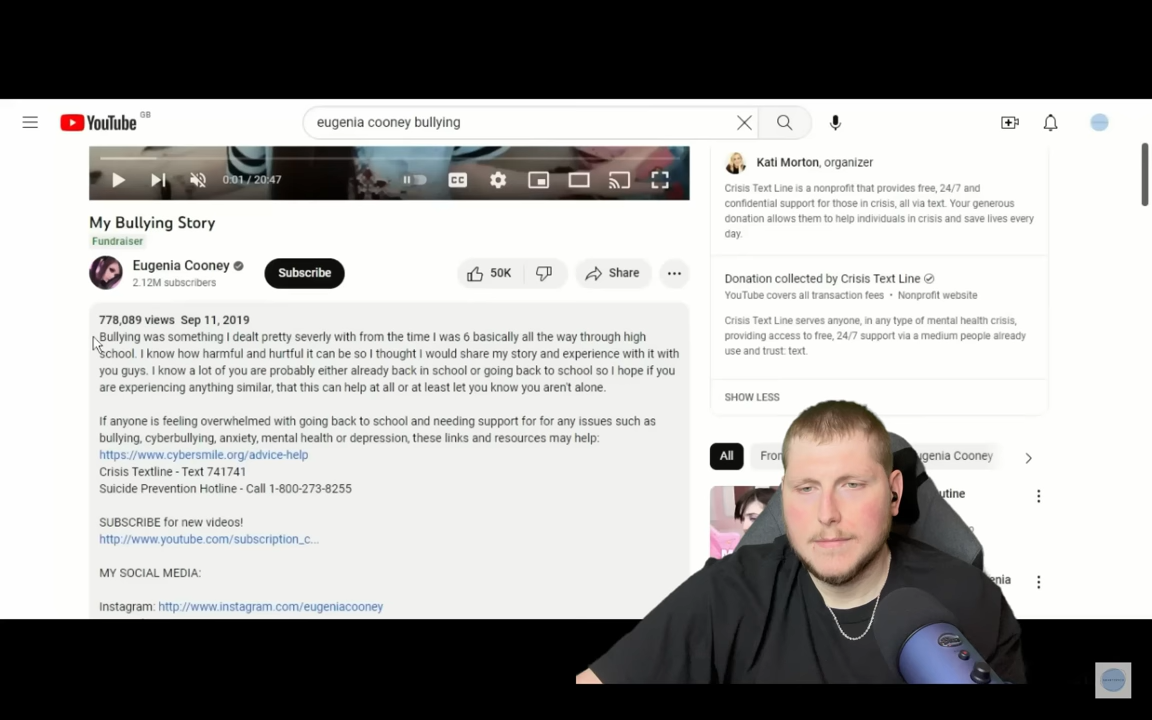 YouTube GB
eugenia cooney bullying
0:01 / 20:47
CC
My Bullying Story
Fundraiser
Eugenia Cooney
2.12M subscribers
Subscribe
50K
Share
778,089 views Sep 11, 2019
Bullying was something I dealt pretty severly with from the time I was 6 basically all the way through high
school. I know how harmful and hurtful it can be so I thought I would share my story and experience with it with
you guys. I know a lot of you are probably either already back in school or going back to school so I hope if you
are experiencing anything similar, that this can help at all or at least let you know you aren't alone.
If anyone is feeling overwhelmed with going back to school and needing support for for any issues such as
bullying, cyberbullying, anxiety, mental health or depression, these links and resources may help:
https://www.cybersmile.org/advice-help
Crisis Textline - Text 741741
Suicide Prevention Hotline - Call 1-800-273-8255
SUBSCRIBE for new videos!
http://www.youtube.com/subscription_c...
MY SOCIAL MEDIA:
Instagram: http://www.instagram.com/eugeniacooney
Kati Morton, organizer
Crisis Text Line is a nonprofit that provides free, 24/7 and
confidential support for those in crisis, all via text. Your generous
donation allows them to help individuals in crisis and save lives every
day.
Donation collected by Crisis Text Line
YouTube covers all transaction fees • Nonprofit website
Crisis Text Line serves anyone, in any type of mental health crisis,
providing access to free, 24/7 support via a medium people already
use and trust: text.
SHOW LESS
All
Cooney